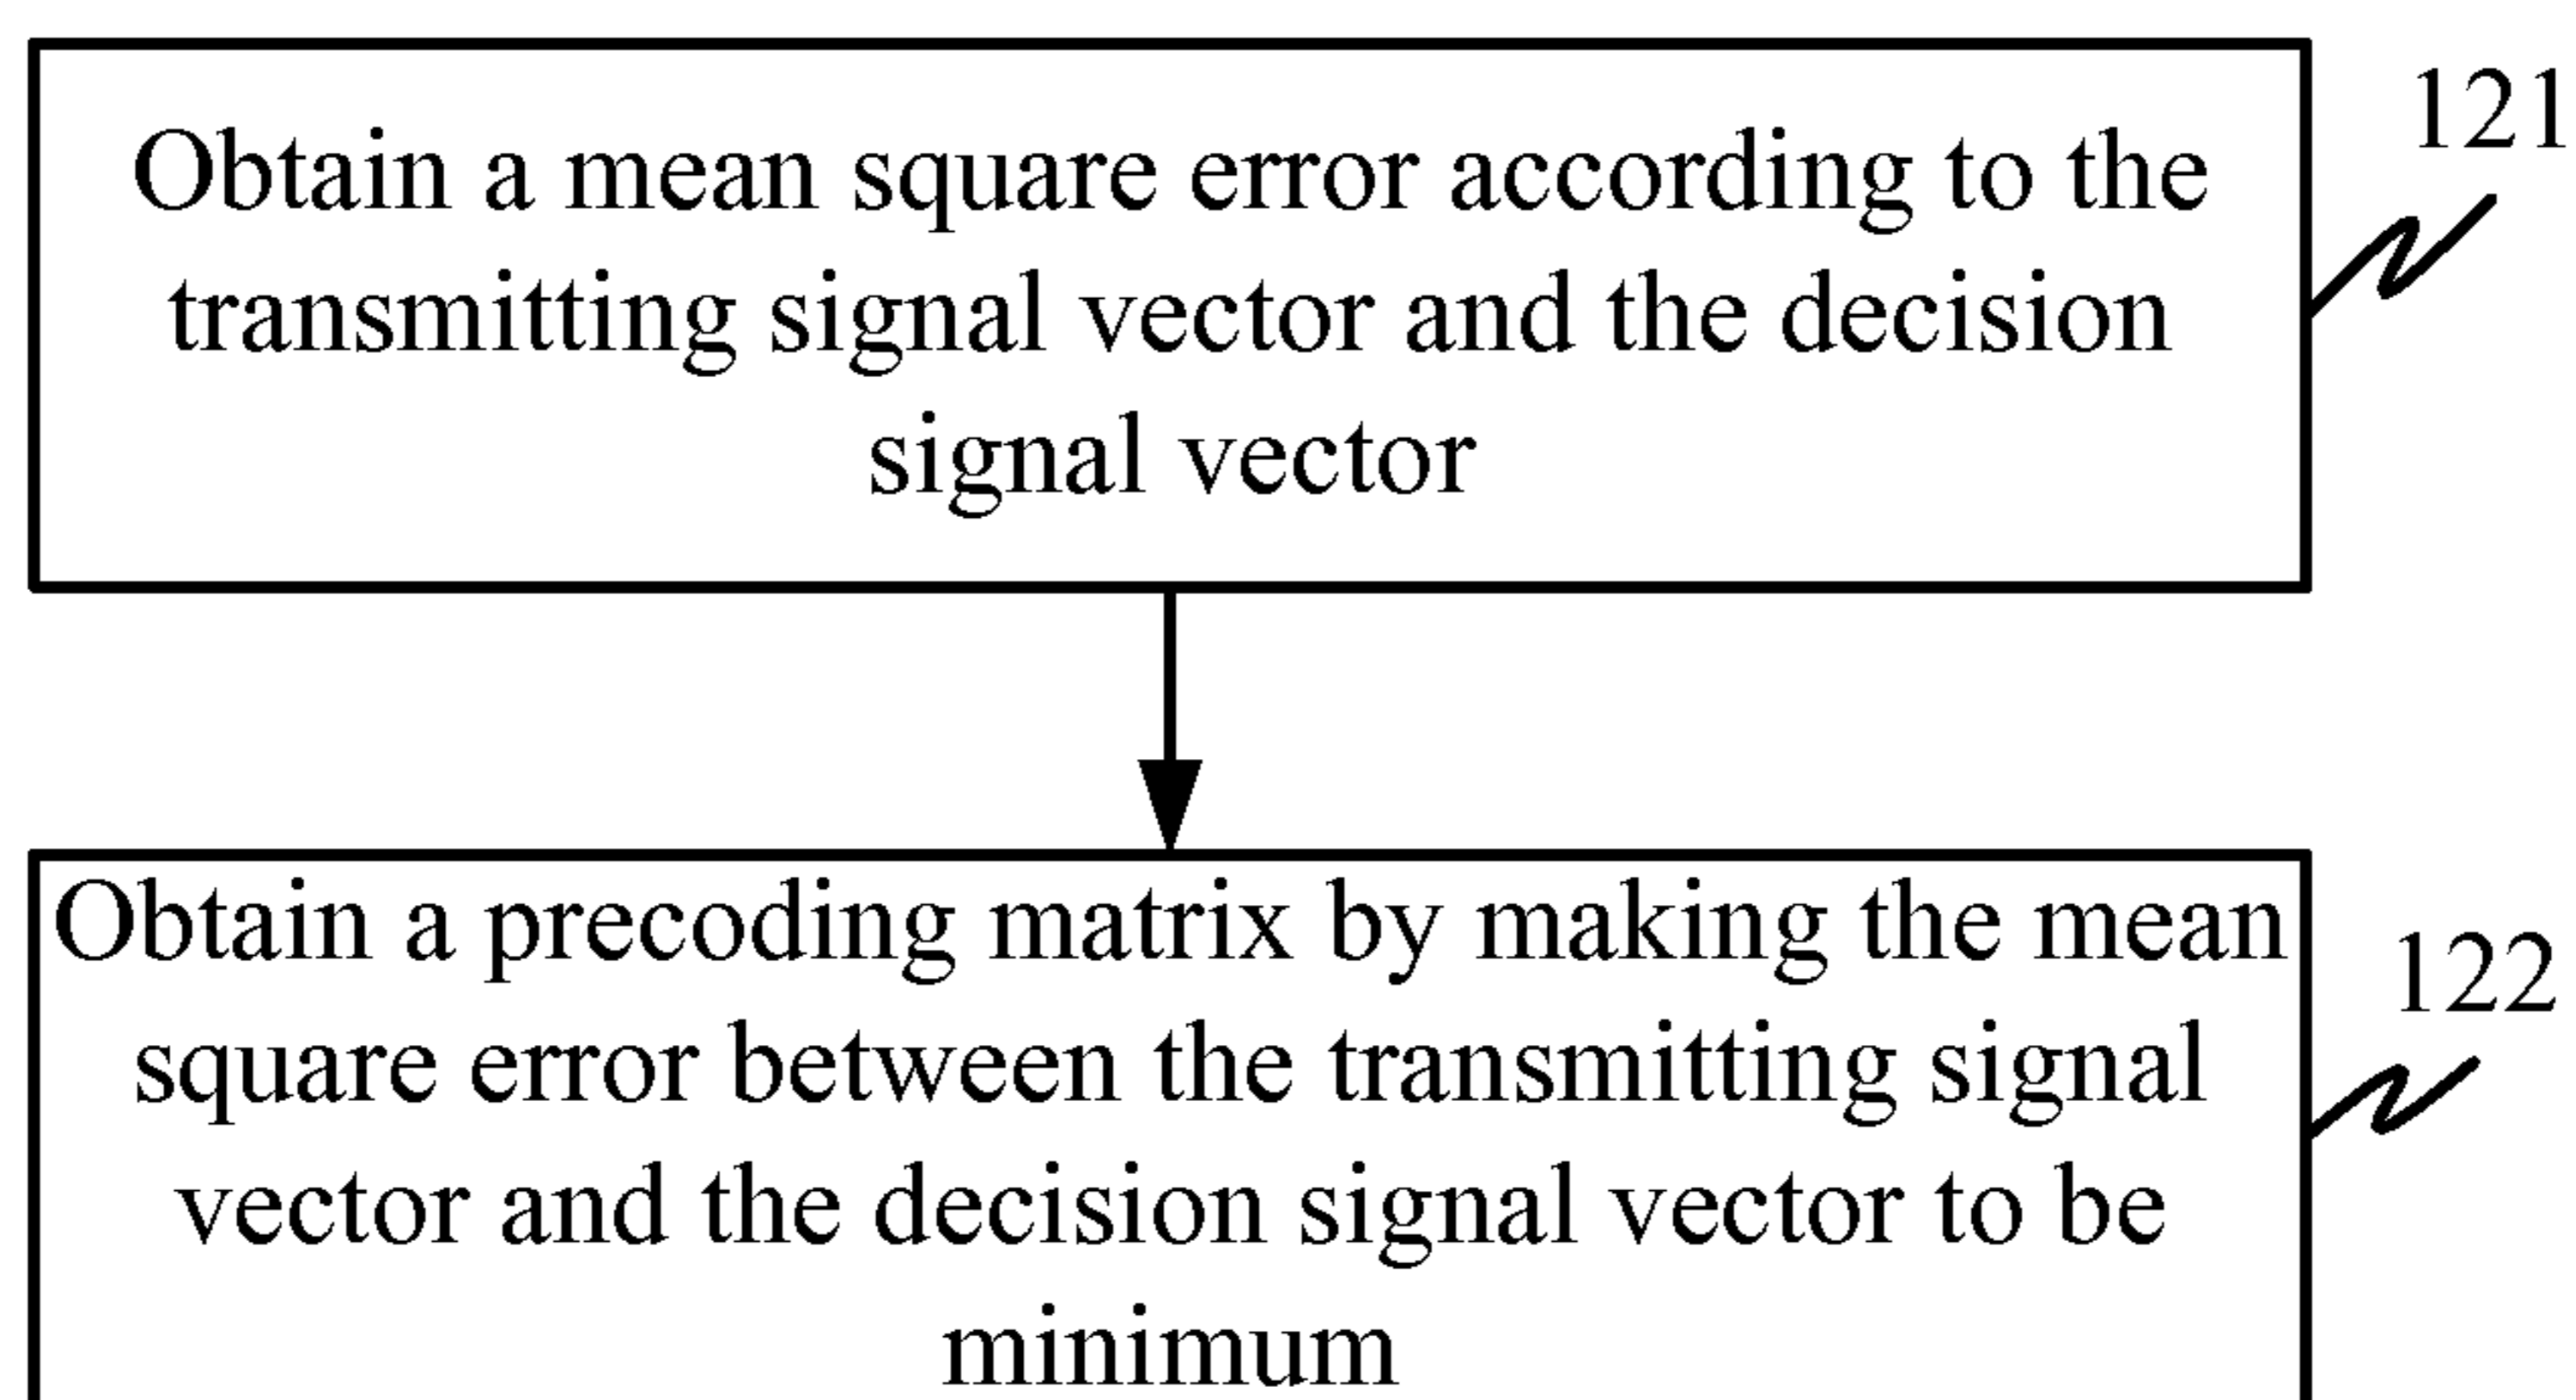 121
Obtain a mean square error according to the
transmitting signal vector and the decision
signal vector
Obtain a precoding matrix by making the mean
122
square error between the transmitting signal
vector and the decision signal vector to be
minimum